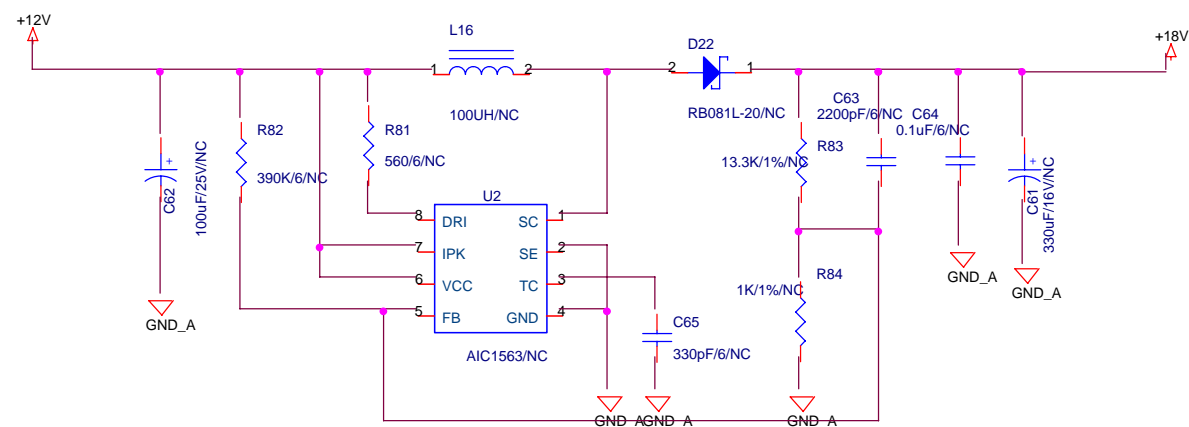 +12V
+18V
L16
1
2
100UH/NC
D22
2
1
RB081L-20/NC
C63
2200pF/6/NC
C64
0.1uF/6/NC
R82
390K/6/NC
R81
560/6/NC
R83
13.3K/1%/NC
+
C62
100uF/25V/NC
+
C61
330uF/16V/NC
U2
8
DRI
SC
1
7
IPK
SE
2
6
VCC
TC
3
5
FB
GND
4
AIC1563/NC
R84
1K/1%/NC
C65
330pF/6/NC
GND_A
GND_A
GND_A
GND_A
GND_A
GND_A